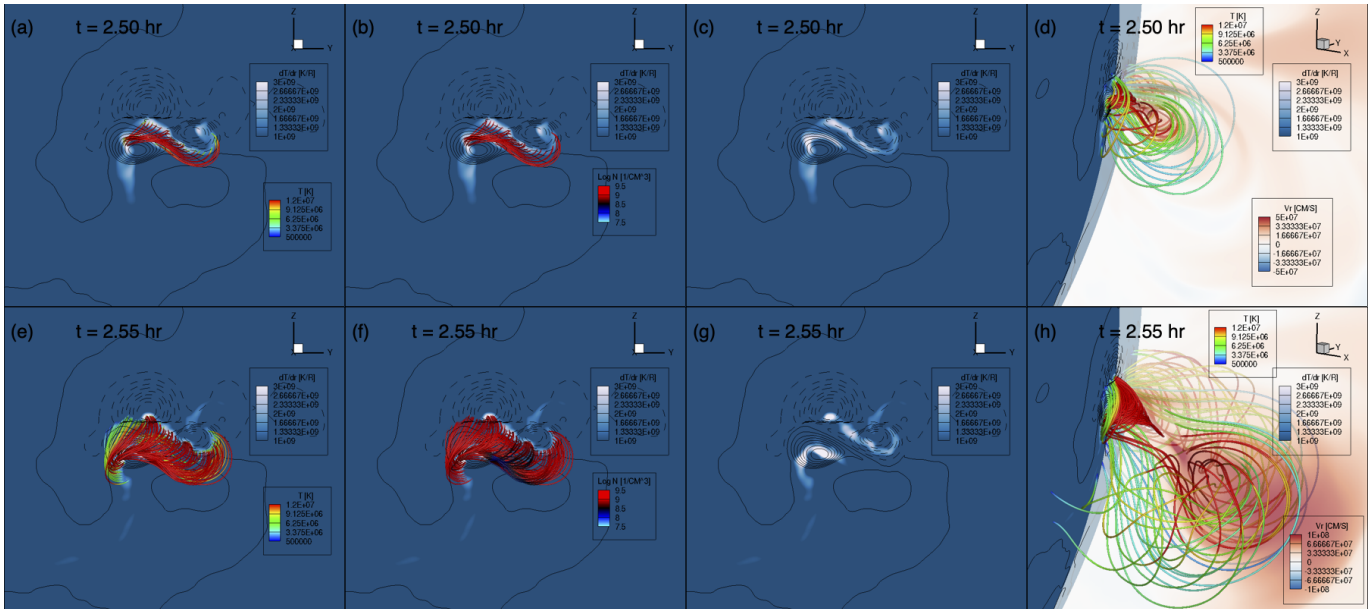 (a) t = 2.50 hr
Z
Y
dT/dr [K/R]
3E+09
2.66667E+09
2.33333E+09
2E+09
1.66667E+09
1.33333E+09
1E+09
T [K]
1.2E+07
9.125E+06
6.25E+06
3.375E+06
500000
(b) t = 2.50 hr
Z
Y
dT/dr [K/R]
3E+09
2.66667E+09
2.33333E+09
2E+09
1.66667E+09
1.33333E+09
1E+09
Log N [1/CM^3]
9.5
9
8.5
8
7.5
(c) t = 2.50 hr
Z
Y
dT/dr [K/R]
3E+09
2.66667E+09
2.33333E+09
2E+09
1.66667E+09
1.33333E+09
1E+09
(d) t = 2.50 hr
T [K]
1.2E+07
9.125E+06
6.25E+06
3.375E+06
500000
Z
Y
X
dT/dr [K/R]
3E+09
2.66667E+09
2.33333E+09
2E+09
1.66667E+09
1.33333E+09
1E+09
Vr [CM/S]
5E+07
3.33333E+07
1.66667E+07
0
-1.66667E+07
-3.33333E+07
-5E+07
(e) t = 2.55 hr
Z
Y
dT/dr [K/R]
3E+09
2.66667E+09
2.33333E+09
2E+09
1.66667E+09
1.33333E+09
1E+09
T [K]
1.2E+07
9.125E+06
6.25E+06
3.375E+06
500000
(f) t = 2.55 hr
Z
Y
dT/dr [K/R]
3E+09
2.66667E+09
2.33333E+09
2E+09
1.66667E+09
1.33333E+09
1E+09
Log N [1/CM^3]
9.5
9
8.5
8
7.5
(g) t = 2.55 hr
Z
Y
dT/dr [K/R]
3E+09
2.66667E+09
2.33333E+09
2E+09
1.66667E+09
1.33333E+09
1E+09
(h) t = 2.55 hr
T [K]
1.2E+07
9.125E+06
6.25E+06
3.375E+06
500000
Z
Y
X
dT/dr [K/R]
3E+09
2.66667E+09
2.33333E+09
2E+09
1.66667E+09
1.33333E+09
1E+09
Vr [CM/S]
1E+08
6.66667E+07
3.33333E+07
0
-3.33333E+07
-6.66667E+07
-1E+08